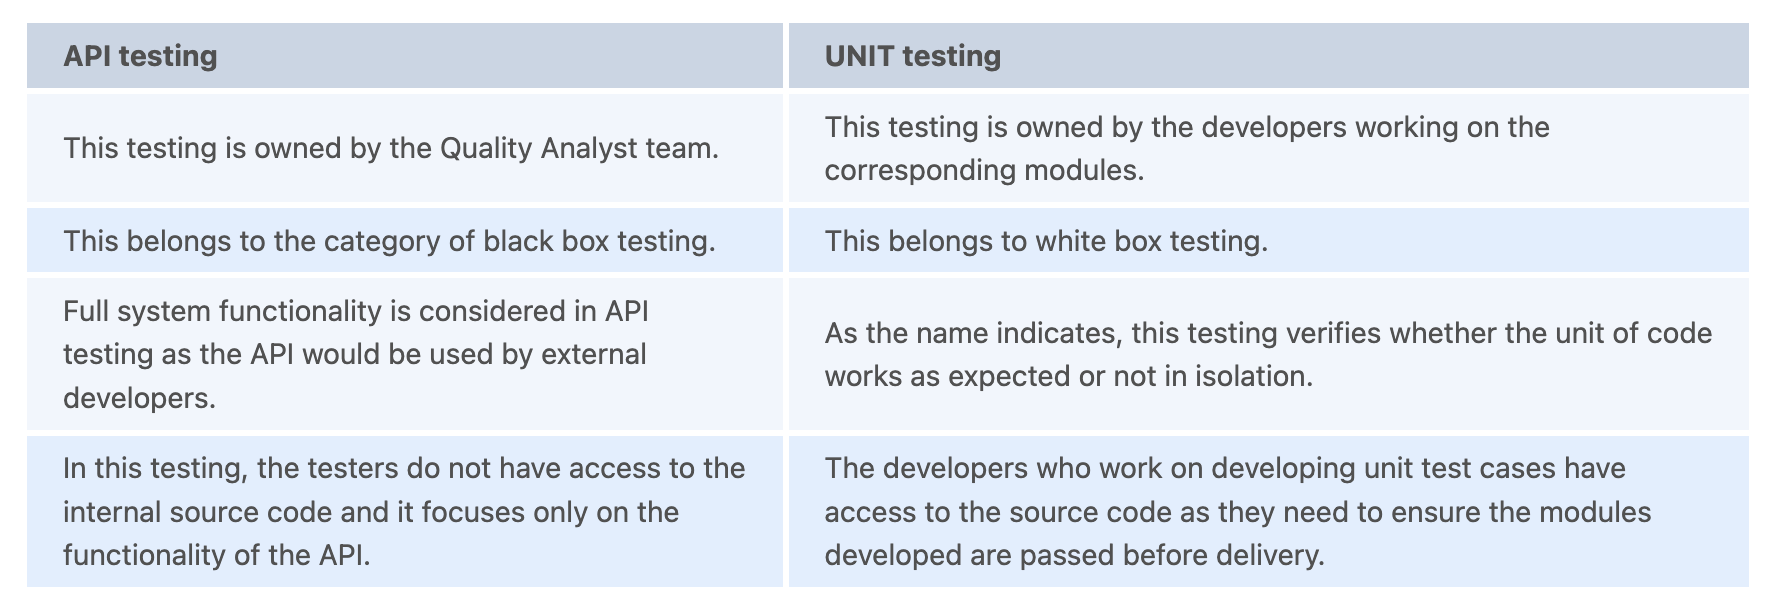 API testing
UNIT testing
This testing is owned by the Quality Analyst team.
This testing is owned by the developers working on the
corresponding modules.
This belongs to the category of black box testing.
This belongs to white box testing.
Full system functionality is considered in API
testing as the API would be used by external
developers.
As the name indicates, this testing verifies whether the unit of code
works as expected or not in isolation.
In this testing, the testers do not have access to the
internal source code and it focuses only on the
functionality of the API.
The developers who work on developing unit test cases have
access to the source code as they need to ensure the modules
developed are passed before delivery.